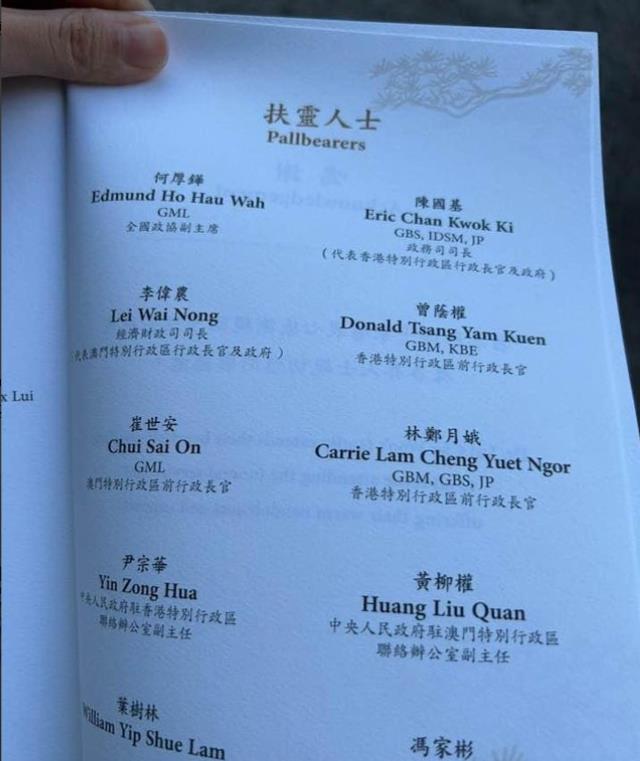 扶靈人士
Pallbearers
何厚鏵
Edmund Ho Hau Wah
GML
全國政協副主席
陳國基
Eric Chan Kwok Ki
GBS, IDSM, JP
政務司司長
(代表香港特別行政區行政長官及政府)
李偉農
Lei Wai Nong
經濟財政司司長
代表澳門特別行政區行政長官及政府)
曾蔭權
Donald Tsang Yam Kuen
GBM, KBE
香港特別行政區前行政長官
崔世安
Chui Sai On
GML
澳門特別行政區前行政長官
林鄭月娥
Carrie Lam Cheng Yuet Ngor
GBM, GBS, JP
香港特別行政區前行政長官
尹宗華
Yin Zong Hua
中央人民政府駐香港特別行政區
聯絡辦公室副主任
黃柳權
Huang Liu Quan
中央人民政府駐澳門特別行政區
聯絡辦公室副主任
葉樹林
William Yip Shue Lam
馮家彬
x Lui